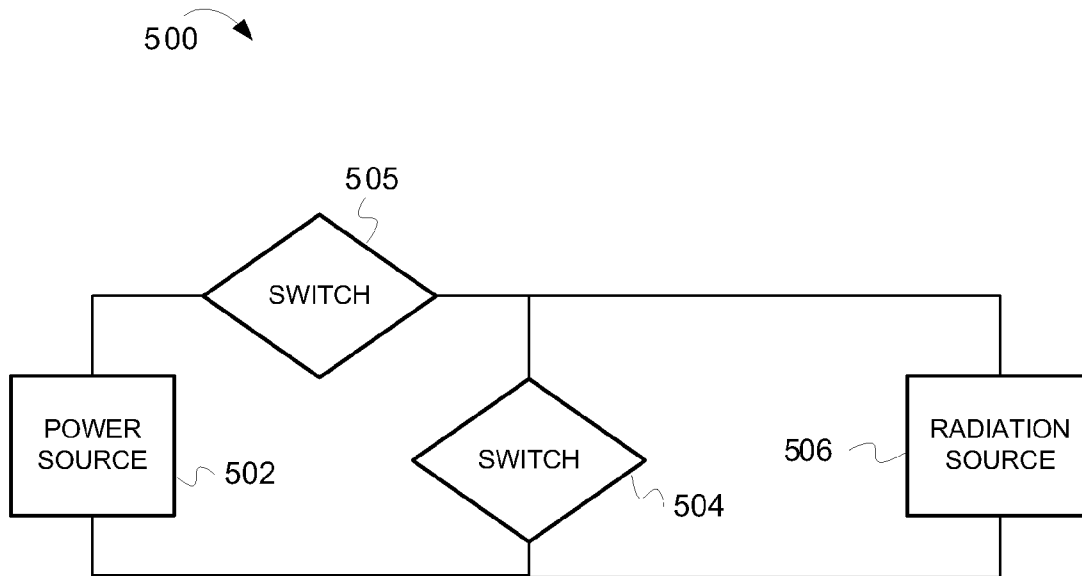 500
505
SWITCH
POWER
SOURCE
502
SWITCH
504
506
RADIATION
SOURCE